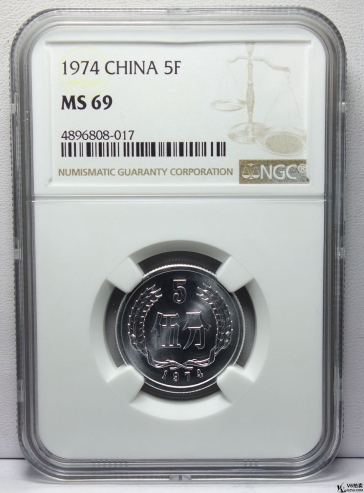 1974 CHINA 5F
MS 69
4896808-017
NUMISMATIC GUARANTY CORPORATION
NGC®
5
伍分
1974